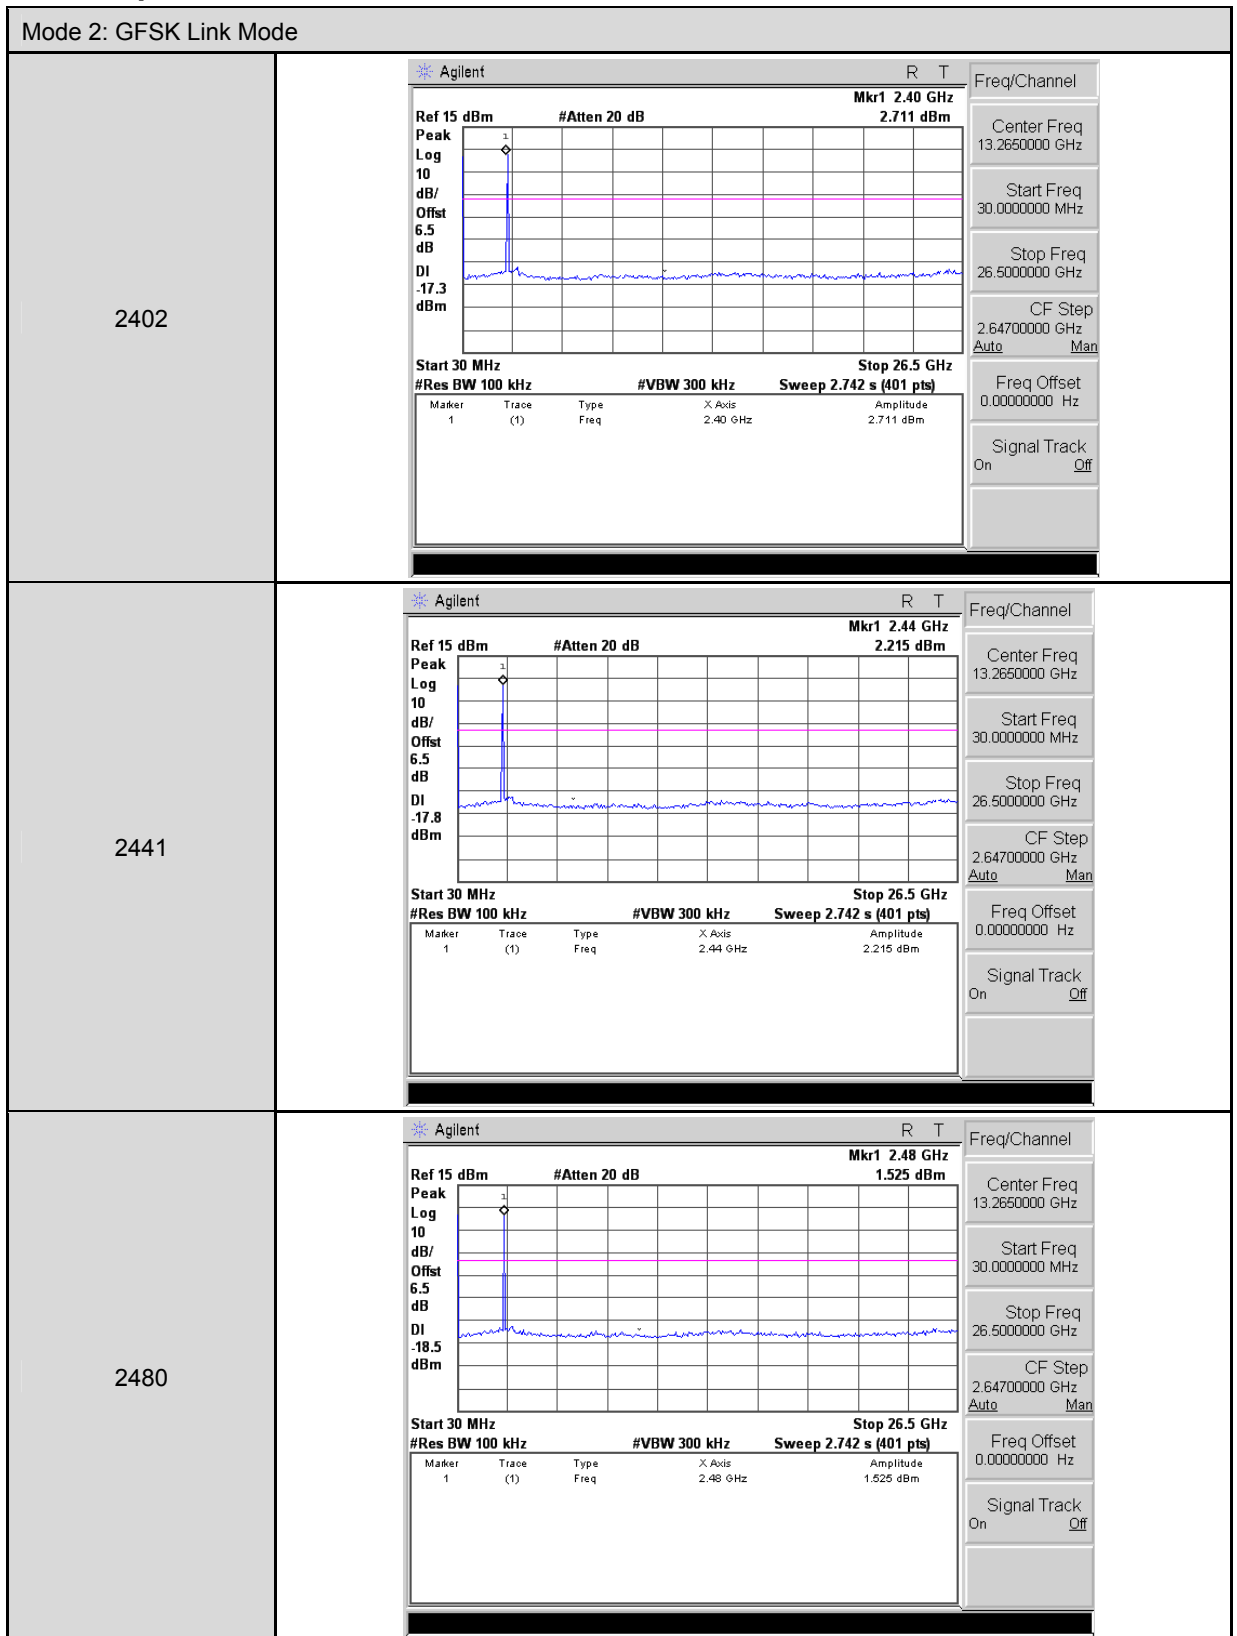 Mode 2: GFSK Link Mode
2402
Agilent R T
Mkr1 2.40 GHz
Ref 15 dBm #Atten 20 dB 2.711 dBm
Peak
Log
10
dB/
Offst
6.5
dB
DI
-17.3
dBm
1
Start 30 MHz Stop 26.5 GHz
#Res BW 100 kHz #VBW 300 kHz Sweep 2.742 s (401 pts)
Marker Trace Type X Axis Amplitude
1 (1) Freq 2.40 GHz 2.711 dBm
Freq/Channel
Center Freq
13.2650000 GHz
Start Freq
30.0000000 MHz
Stop Freq
26.5000000 GHz
CF Step
2.64700000 GHz
Auto Man
Freq Offset
0.00000000 Hz
Signal Track
On Off
2441
Agilent R T
Mkr1 2.44 GHz
Ref 15 dBm #Atten 20 dB 2.215 dBm
Peak
Log
10
dB/
Offst
6.5
dB
DI
-17.8
dBm
1
Start 30 MHz Stop 26.5 GHz
#Res BW 100 kHz #VBW 300 kHz Sweep 2.742 s (401 pts)
Marker Trace Type X Axis Amplitude
1 (1) Freq 2.44 GHz 2.215 dBm
Freq/Channel
Center Freq
13.2650000 GHz
Start Freq
30.0000000 MHz
Stop Freq
26.5000000 GHz
CF Step
2.64700000 GHz
Auto Man
Freq Offset
0.00000000 Hz
Signal Track
On Off
2480
Agilent R T
Mkr1 2.48 GHz
Ref 15 dBm #Atten 20 dB 1.525 dBm
Peak
Log
10
dB/
Offst
6.5
dB
DI
-18.5
dBm
1
Start 30 MHz Stop 26.5 GHz
#Res BW 100 kHz #VBW 300 kHz Sweep 2.742 s (401 pts)
Marker Trace Type X Axis Amplitude
1 (1) Freq 2.48 GHz 1.525 dBm
Freq/Channel
Center Freq
13.2650000 GHz
Start Freq
30.0000000 MHz
Stop Freq
26.5000000 GHz
CF Step
2.64700000 GHz
Auto Man
Freq Offset
0.00000000 Hz
Signal Track
On Off